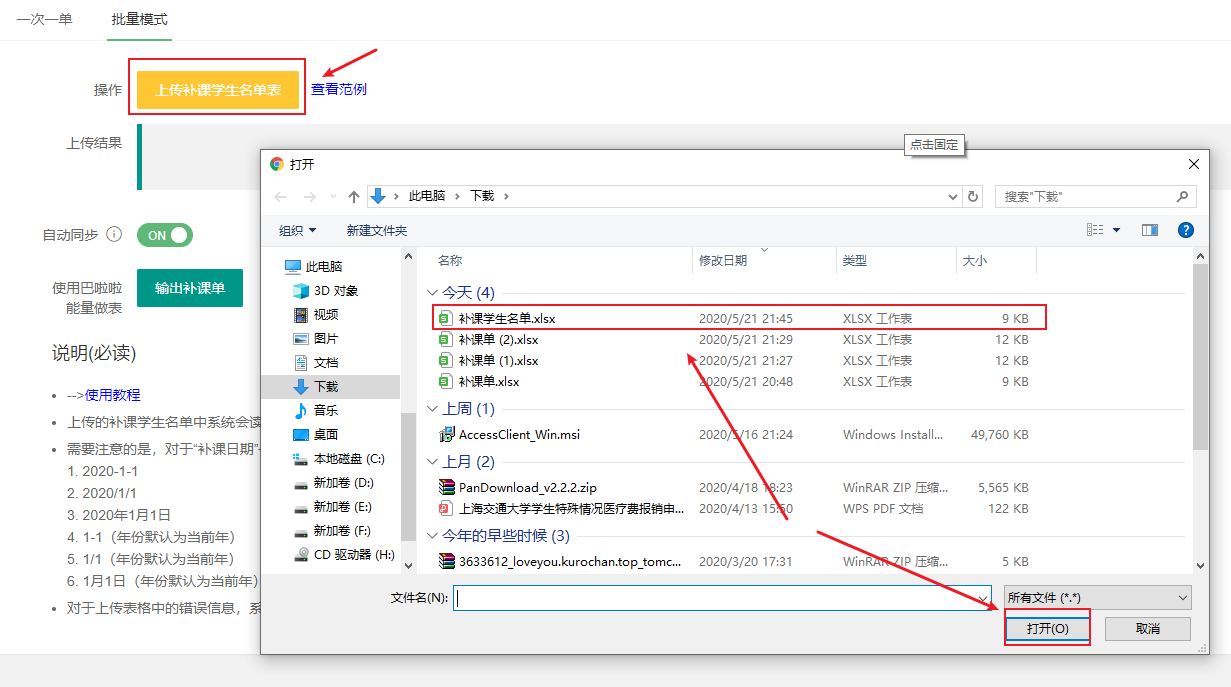 一次一单 批量模式
操作 上传补课学生名单表 查看范例
上传结果
点击固定
打开
此电脑 下载 搜索"下载"
组织 新建文件夹
自动同步 ON
使用巴啦啦
能量做表
输出补课单
说明(必读)
-->使用教程
上传的补课学生名单中系统会读
需要注意的是，对于“补课日期”
1. 2020-1-1
2. 2020/1/1
3. 2020年1月1日
4. 1-1（年份默认为当前年）
5. 1/1（年份默认为当前年）
6. 1月1日（年份默认为当前年）
对于上传表格中的错误信息，系
此电脑
3D 对象
视频
图片
文档
下载
音乐
桌面
本地磁盘 (C:)
新加卷 (D:)
新加卷 (E:)
新加卷 (F:)
CD 驱动器 (H:)
名称 修改日期 类型 大小
今天 (4)
补课学生名单.xlsx 2020/5/21 21:45 XLSX 工作表 9 KB
补课单 (2).xlsx 2020/5/21 21:29 XLSX 工作表 12 KB
补课单 (1).xlsx 2020/5/21 21:27 XLSX 工作表 12 KB
补课单.xlsx 2020/5/21 20:48 XLSX 工作表 9 KB
上周 (1)
AccessClient_Win.msi 2020/5/16 21:24 Windows Install... 49,760 KB
上月 (2)
PanDownload_v2.2.2.zip 2020/4/18 18:23 WinRAR ZIP 压缩... 5,565 KB
上海交通大学学生特殊情况医疗费报销申... 2020/4/13 15:50 WPS PDF 文档 122 KB
今年的早些时候 (3)
3633612_loveyou.kurochan.top_tomc... 2020/3/20 17:31 WinRAR ZIP 压缩... 5 KB
文件名(N): 所有文件 (*.*)
打开(O) 取消